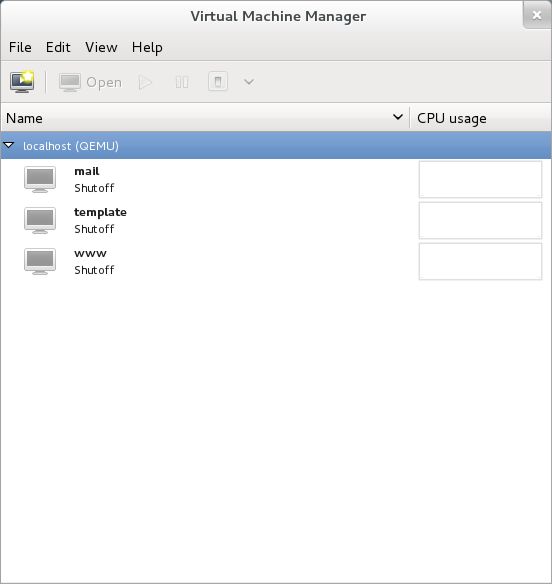 Virtual Machine Manager
File Edit View Help
Open
Name CPU usage
localhost (QEMU)
mail
Shutoff
template
Shutoff
www
Shutoff